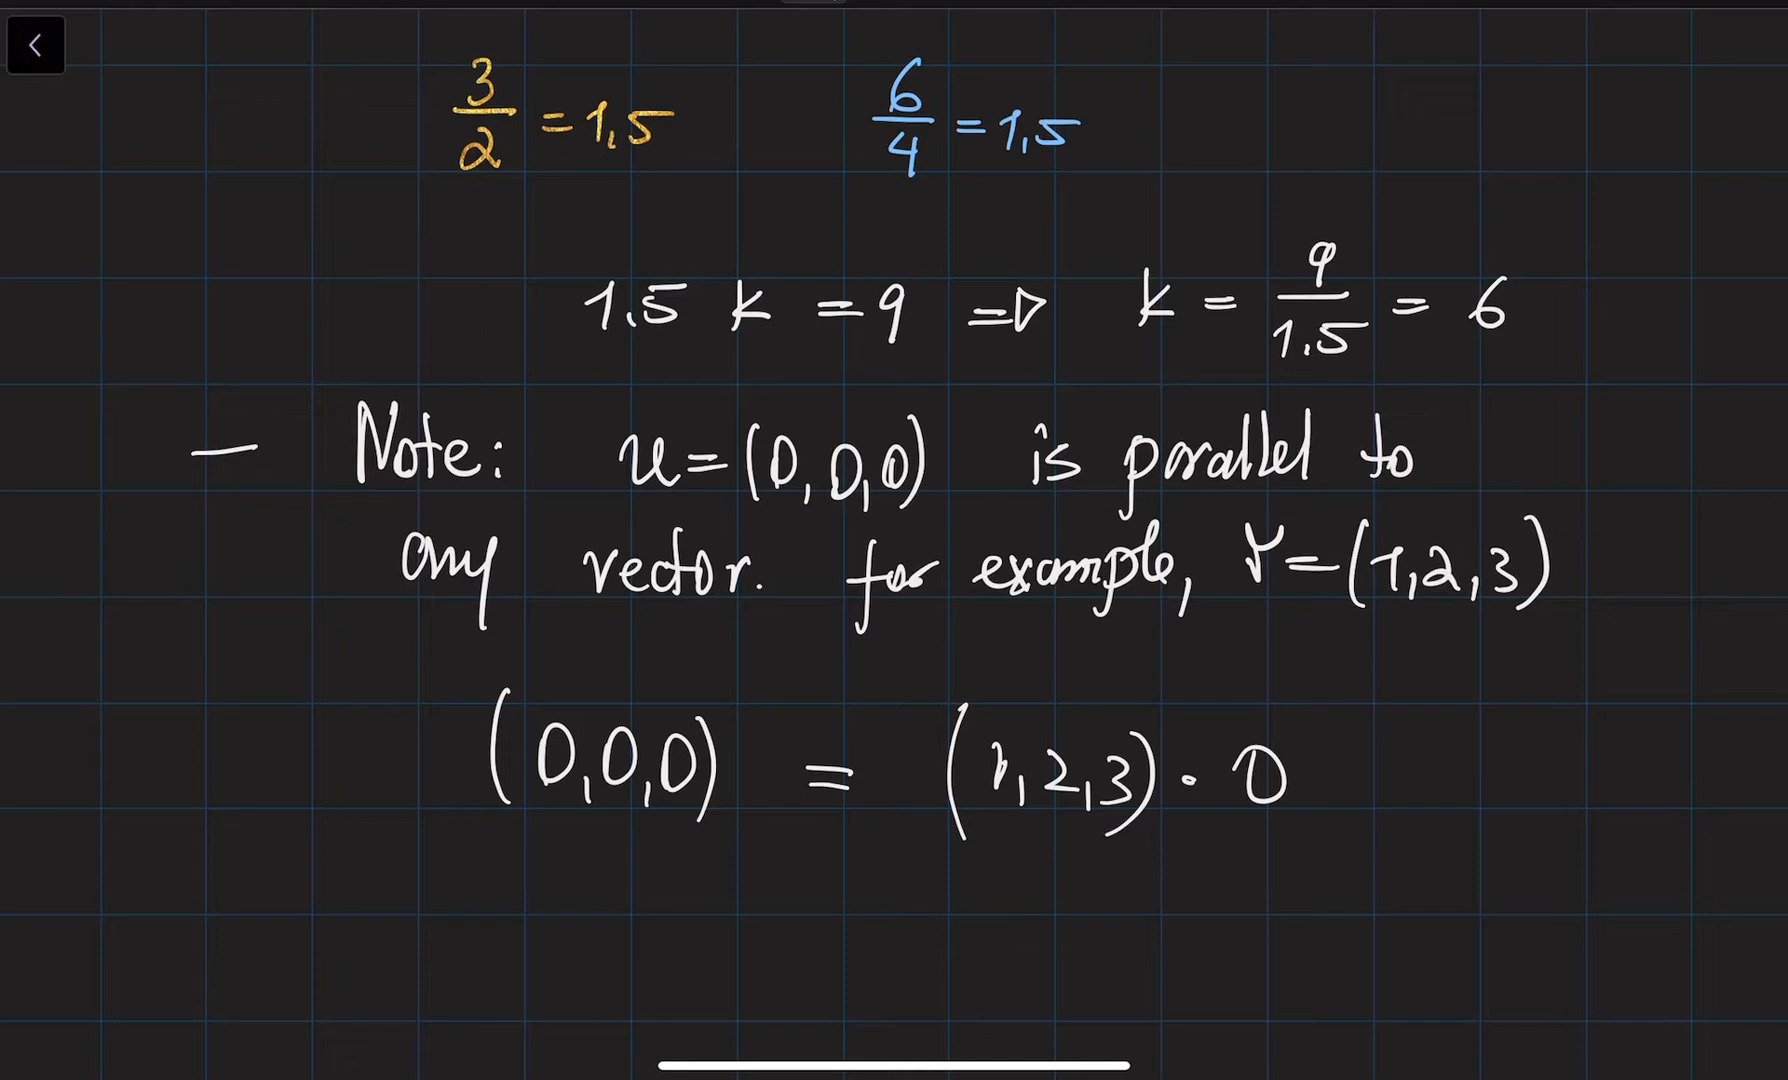 3/2 = 1,5 6/4 = 1,5
1.5 k = 9 => k = 9/1.5 = 6
— Note: u=(0,0,0) is parallel to
any vector. for example, v=(1,2,3)
(0,0,0) = (1,2,3) · 0